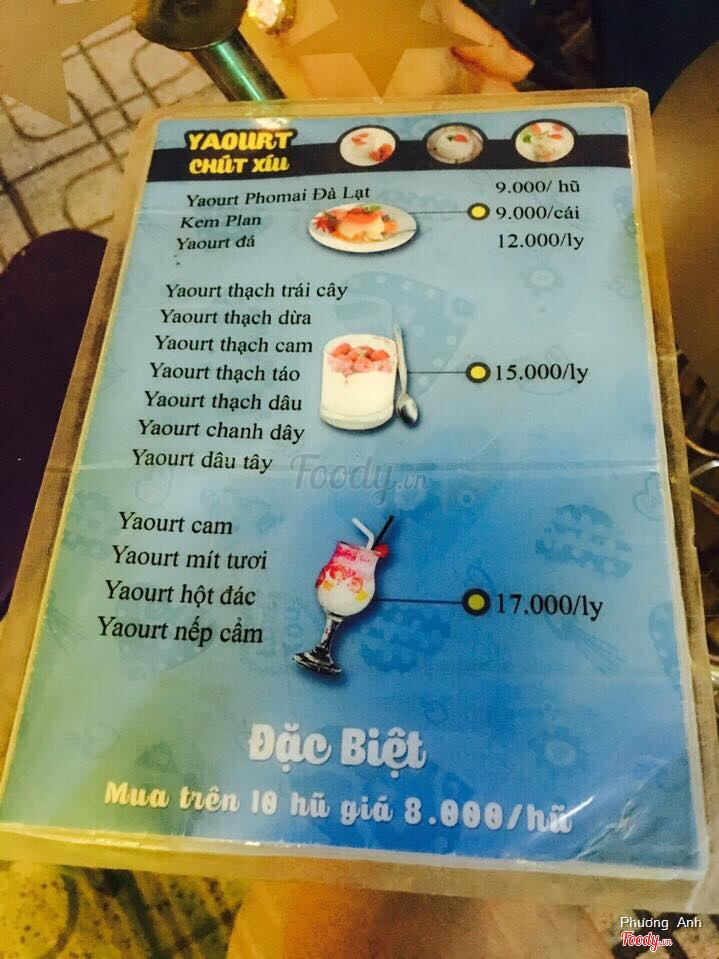 YAOURT
CHÚT XÍU
Yaourt Phomai Đà Lạt 9.000/ hũ
Kem Plan 9.000/cái
Yaourt đá 12.000/ly
Yaourt thạch trái cây
Yaourt thạch dừa
Yaourt thạch cam
Yaourt thạch táo 15.000/ly
Yaourt thạch dâu
Yaourt chanh dây
Yaourt dâu tây
Foody.vn
Yaourt cam
Yaourt mít tươi
Yaourt hột đác 17.000/ly
Yaourt nếp cẩm
Đặc Biệt
Mua trên 10 hũ giá 8.000/hũ
Phương Anh
Foody.vn